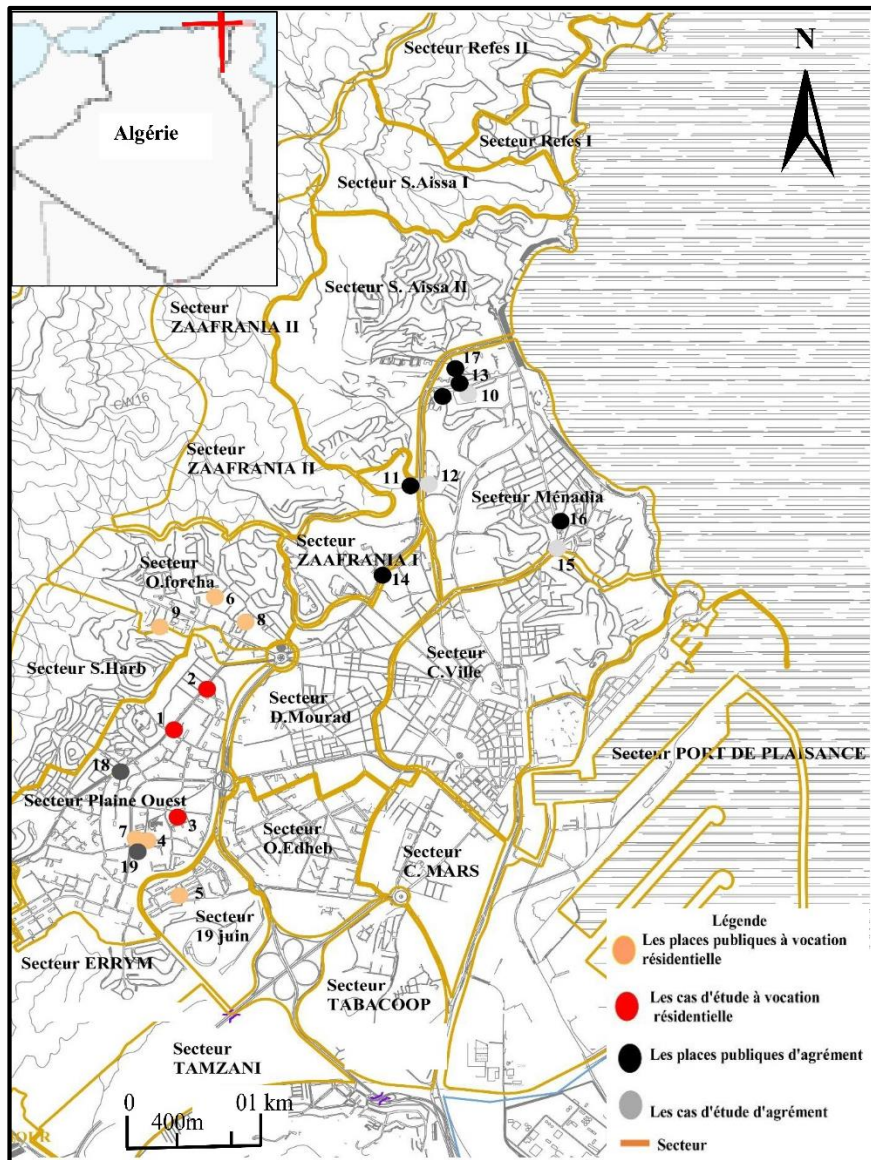 Algérie
N
Secteur Refes II
Secteur Refes I
Secteur S.Aissa I
Secteur S. Aissa II
Secteur
ZAAFRANIA II
CW16
17
13
10
Secteur
ZAAFRANIA II
11
12
Secteur Ménadia
16
15
Secteur
ZAAFRANIA I
14
Secteur
O.forcha
6
9
8
Secteur S.Harb
2
1
Secteur
D.Mourad
Secteur
C.Ville
Secteur PORT DE PLAISANCE
18
Secteur Plaine Ouest
3
7
4
19
Secteur
O.Edheb
Secteur
C. MARS
5
Secteur
19 juin
Secteur ERRYM
Secteur
TABACOOP
Secteur
TAMZANI
0
400m
01 km
OUR
Légende
Les places publiques à vocation
résidentielle
Les cas d'étude à vocation
résidentielle
Les places publiques d'agrément
Les cas d'étude d'agrément
Secteur